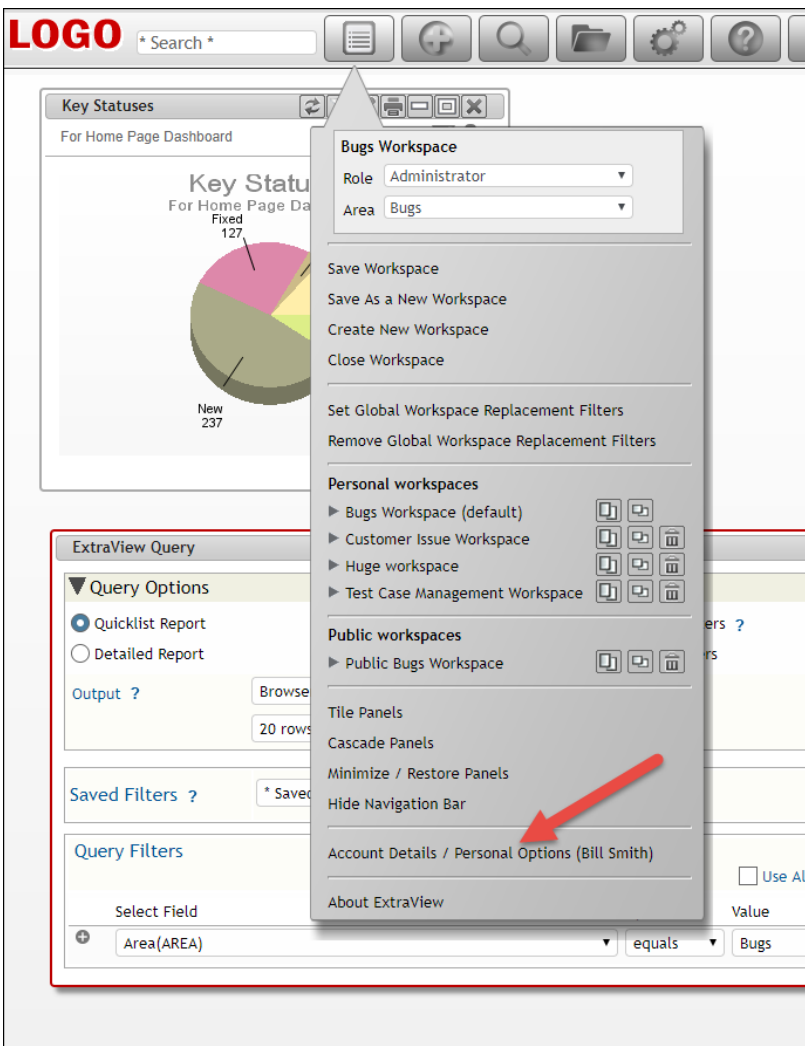 LOGO
* Search *
Key Statuses
For Home Page Dashboard
Key Statu
For Home Page Da
Fixed
127
New
237
Bugs Workspace
Role Administrator
Area Bugs
Save Workspace
Save As a New Workspace
Create New Workspace
Close Workspace
Set Global Workspace Replacement Filters
Remove Global Workspace Replacement Filters
Personal workspaces
Bugs Workspace (default)
Customer Issue Workspace
Huge workspace
Test Case Management Workspace
Public workspaces
Public Bugs Workspace
Tile Panels
Cascade Panels
Minimize / Restore Panels
Hide Navigation Bar
Account Details / Personal Options (Bill Smith)
About ExtraView
ExtraView Query
Query Options
Quicklist Report
ers ?
Detailed Report
rs
Output ? Browse
20 rows
Saved Filters ? * Saved
Query Filters
Use Al
Select Field Value
Area(AREA) equals Bugs